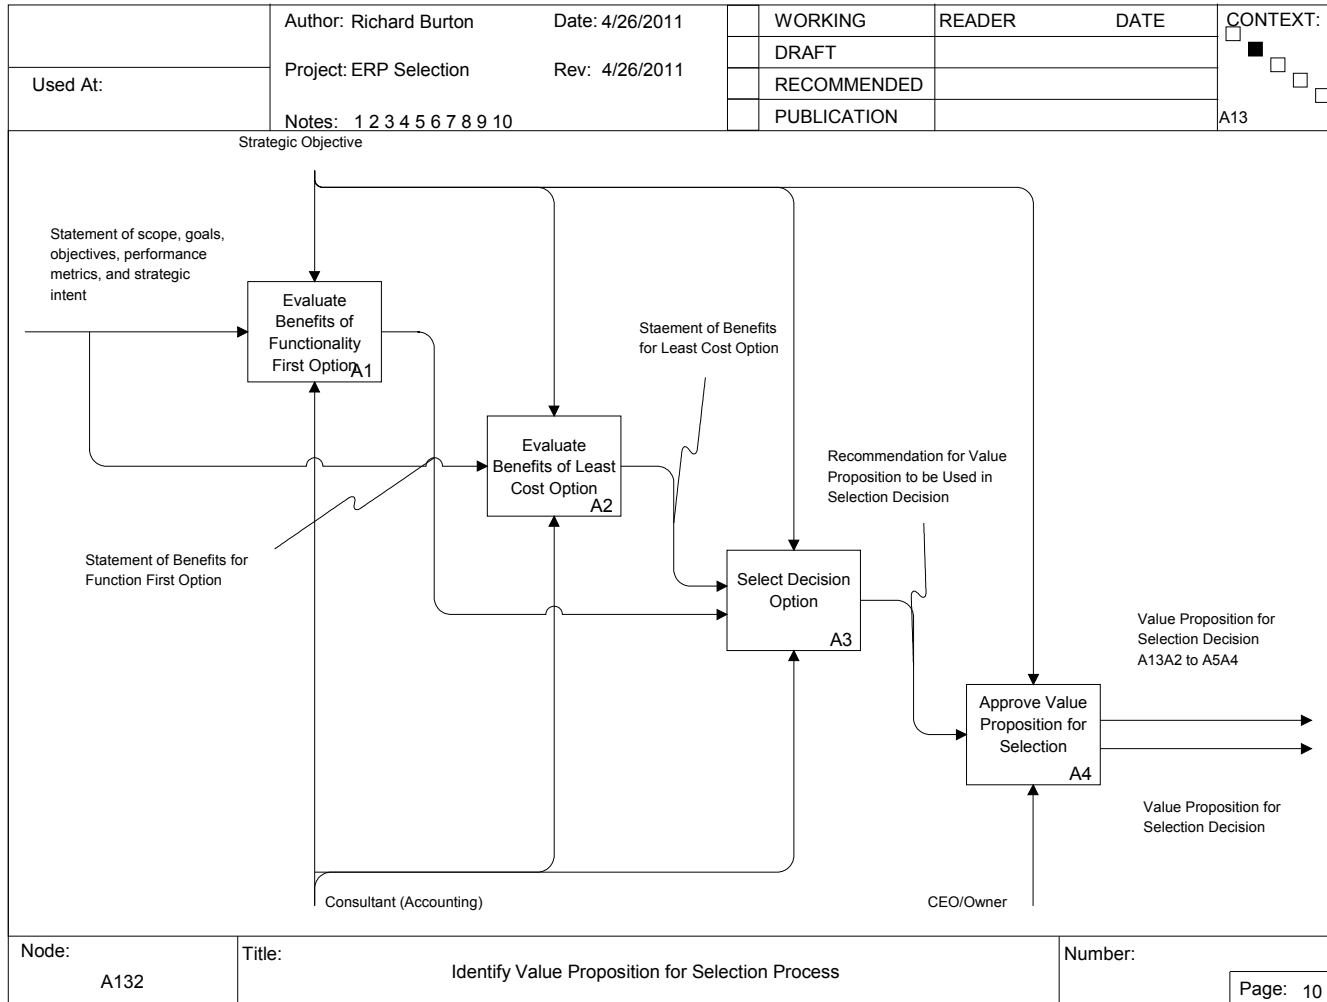 Used At:
Author: Richard Burton
Date: 4/26/2011
Project: ERP Selection
Rev: 4/26/2011
Notes: 1 2 3 4 5 6 7 8 9 10
WORKING
DRAFT
RECOMMENDED
PUBLICATION
READER
DATE
CONTEXT:
A13
Strategic Objective
Statement of scope, goals,
objectives, performance
metrics, and strategic
intent
Evaluate
Benefits of
Functionality
First Option
A1
Staement of Benefits
for Least Cost Option
Evaluate
Benefits of Least
Cost Option
A2
Recommendation for Value
Proposition to be Used in
Selection Decision
Statement of Benefits for
Function First Option
Select Decision
Option
A3
Value Proposition for
Selection Decision
A13A2 to A5A4
Approve Value
Proposition for
Selection
A4
Value Proposition for
Selection Decision
Consultant (Accounting)
CEO/Owner
Node:
A132
Title:
Identify Value Proposition for Selection Process
Number:
Page: 10